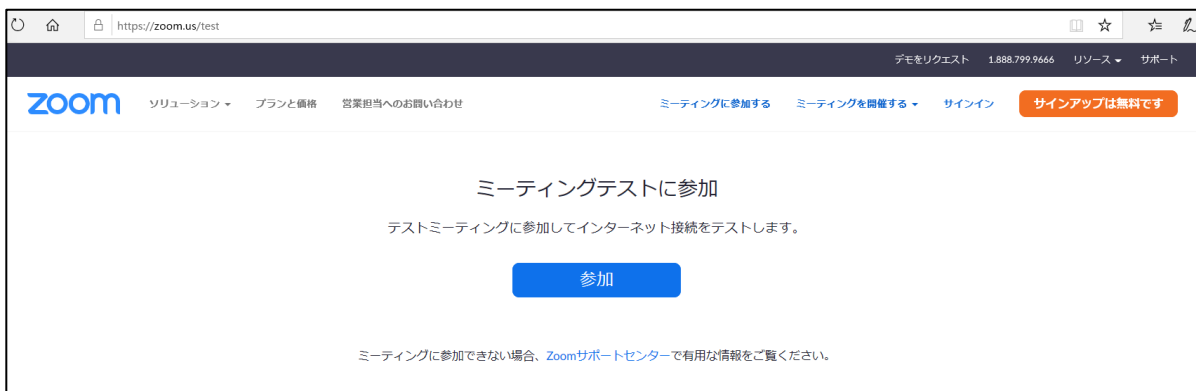 https://zoom.us/test
デモをリクエスト 1.888.799.9666 リソース サポート
zoom ソリューション プランと価格 営業担当へのお問い合わせ ミーティングに参加する ミーティングを開催する サインイン サインアップは無料です
ミーティングテストに参加
テストミーティングに参加してインターネット接続をテストします。
参加
ミーティングに参加できない場合、Zoomサポートセンターで有用な情報をご覧ください。